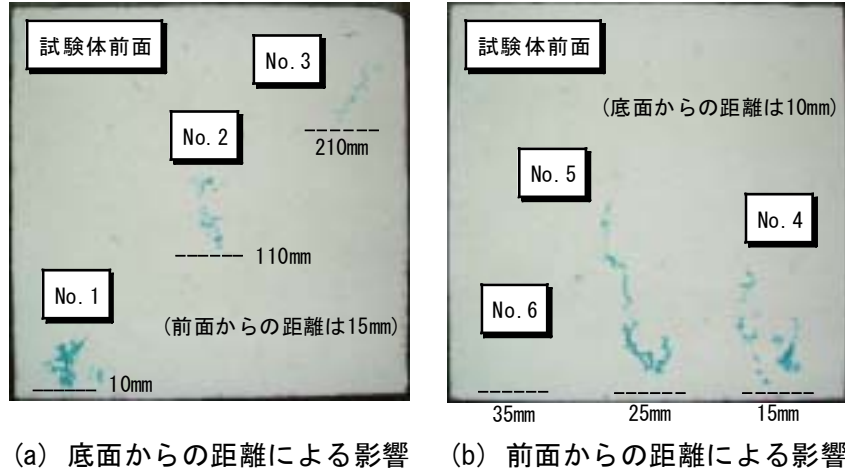 試験体前面
No. 3
No. 2
210mm
110mm
No. 1
(前面からの距離は15mm)
10mm
(a) 底面からの距離による影響
試験体前面
(底面からの距離は10mm)
No. 5
No. 4
No. 6
35mm
25mm
15mm
(b) 前面からの距離による影響